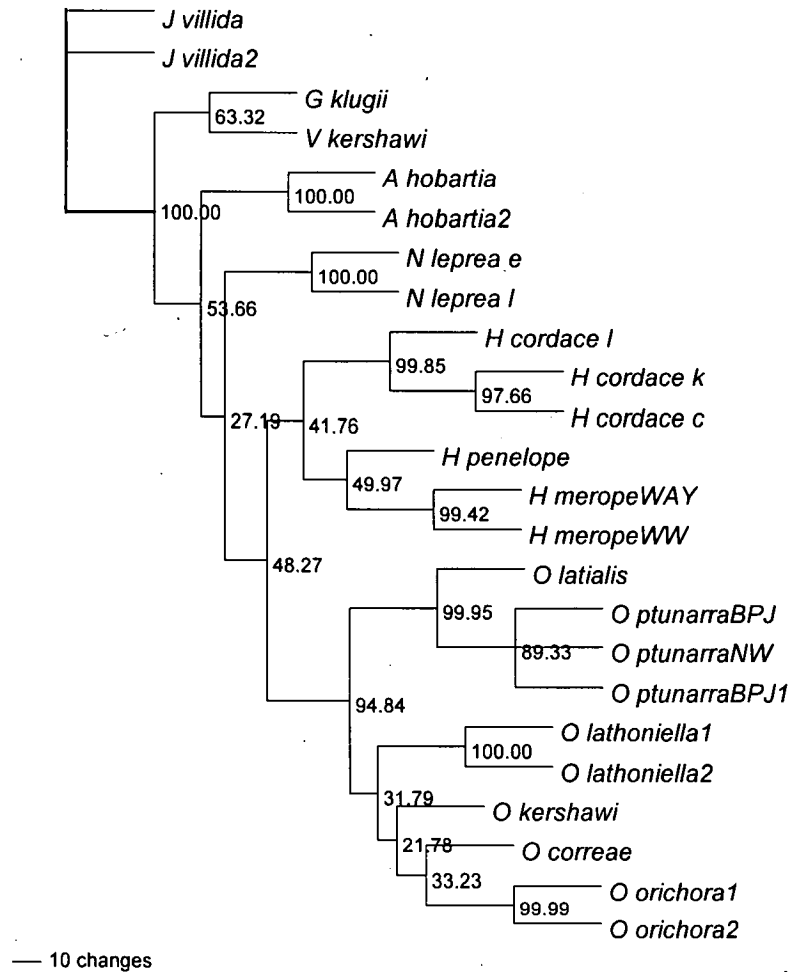 J villida
J villida2
G klugii
63.32
V kershawi
A hobartia
100.00
100.00
A hobartia2
N leprea e
100.00
N leprea l
53.66
H cordace l
99.85
H cordace k
97.66
H cordace c
27.19
41.76
H penelope
49.97
H meropeWAY
99.42
H meropeWW
48.27
O latialis
99.95
O ptunarraBPJ
89.33
O ptunarraNW
O ptunarraBPJ1
94.84
O lathoniella1
100.00
O lathoniella2
31.79
O kershawi
21.78
O correae
33.23
O orichora1
99.99
O orichora2
10 changes